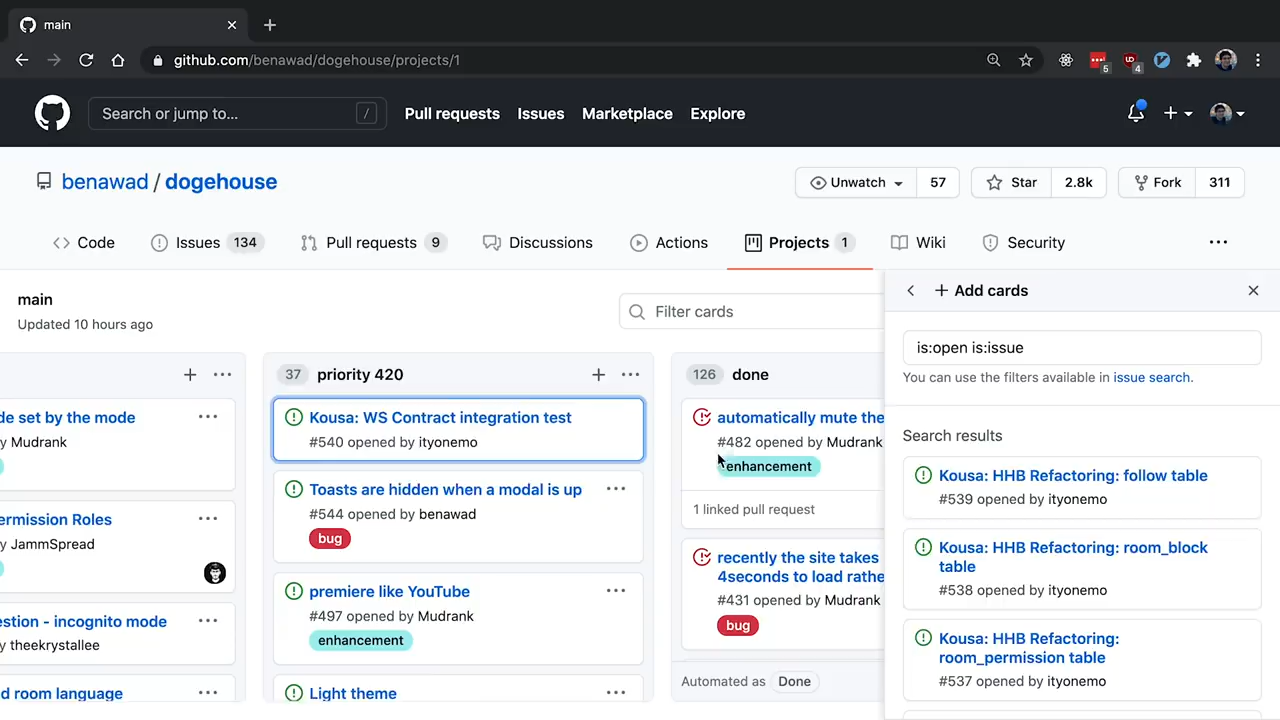 main
github.com/benawad/dogehouse/projects/1
5
4
Search or jump to...
/
Pull requests
Issues
Marketplace
Explore
benawad / dogehouse
Unwatch
57
Star
2.8k
Fork
311
Code
Issues 134
Pull requests 9
Discussions
Actions
Projects 1
Wiki
Security
main
Updated 10 hours ago
Filter cards
de set by the mode
y Mudrank
ermission Roles
y JammSpread
estion - incognito mode
y theekrystallee
d room language
37 priority 420
Kousa: WS Contract integration test
#540 opened by ityonemo
Toasts are hidden when a modal is up
#544 opened by benawad
bug
premiere like YouTube
#497 opened by Mudrank
enhancement
Light theme
126 done
automatically mute the
#482 opened by Mudrank
enhancement
1 linked pull request
recently the site takes
4seconds to load rathe
#431 opened by Mudrank
bug
Automated as Done
+ Add cards
is:open is:issue
You can use the filters available in issue search.
Search results
Kousa: HHB Refactoring: follow table
#539 opened by ityonemo
Kousa: HHB Refactoring: room_block
table
#538 opened by ityonemo
Kousa: HHB Refactoring:
room_permission table
#537 opened by ityonemo